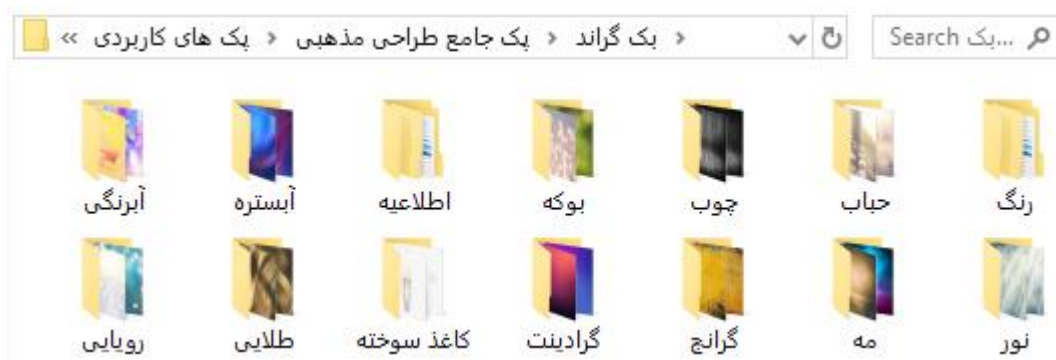 « پک های کاربردی › پک جامع طراحی مذهبی › بک گراند ›
Search بک...
آبرنگی آبستره اطلاعیه بوکه چوب حباب رنگ
رویایی طلایی کاغذ سوخته گرادینت گرانج مه نور